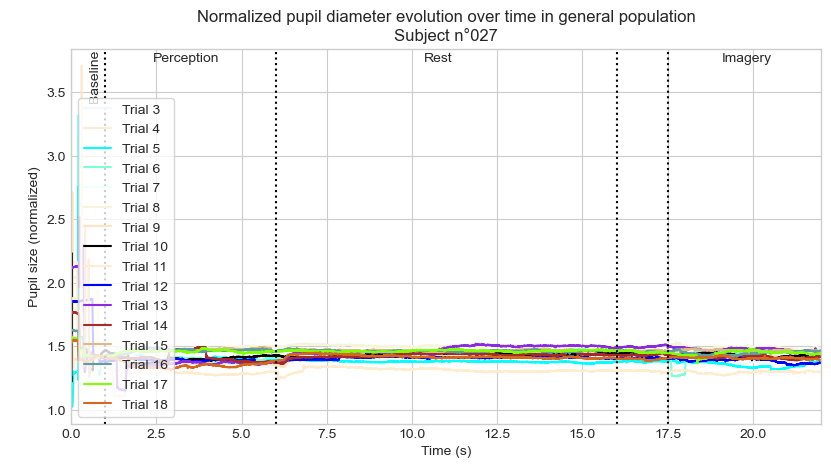 Normalized pupil diameter evolution over time in general population
Subject n°027
Baseline
Perception
Rest
Imagery
Pupil size (normalized)
3.5
3.0
2.5
2.0
1.5
1.0
Trial 3
Trial 4
Trial 5
Trial 6
Trial 7
Trial 8
Trial 9
Trial 10
Trial 11
Trial 12
Trial 13
Trial 14
Trial 15
Trial 16
Trial 17
Trial 18
0.0
2.5
5.0
7.5
10.0
12.5
15.0
17.5
20.0
Time (s)